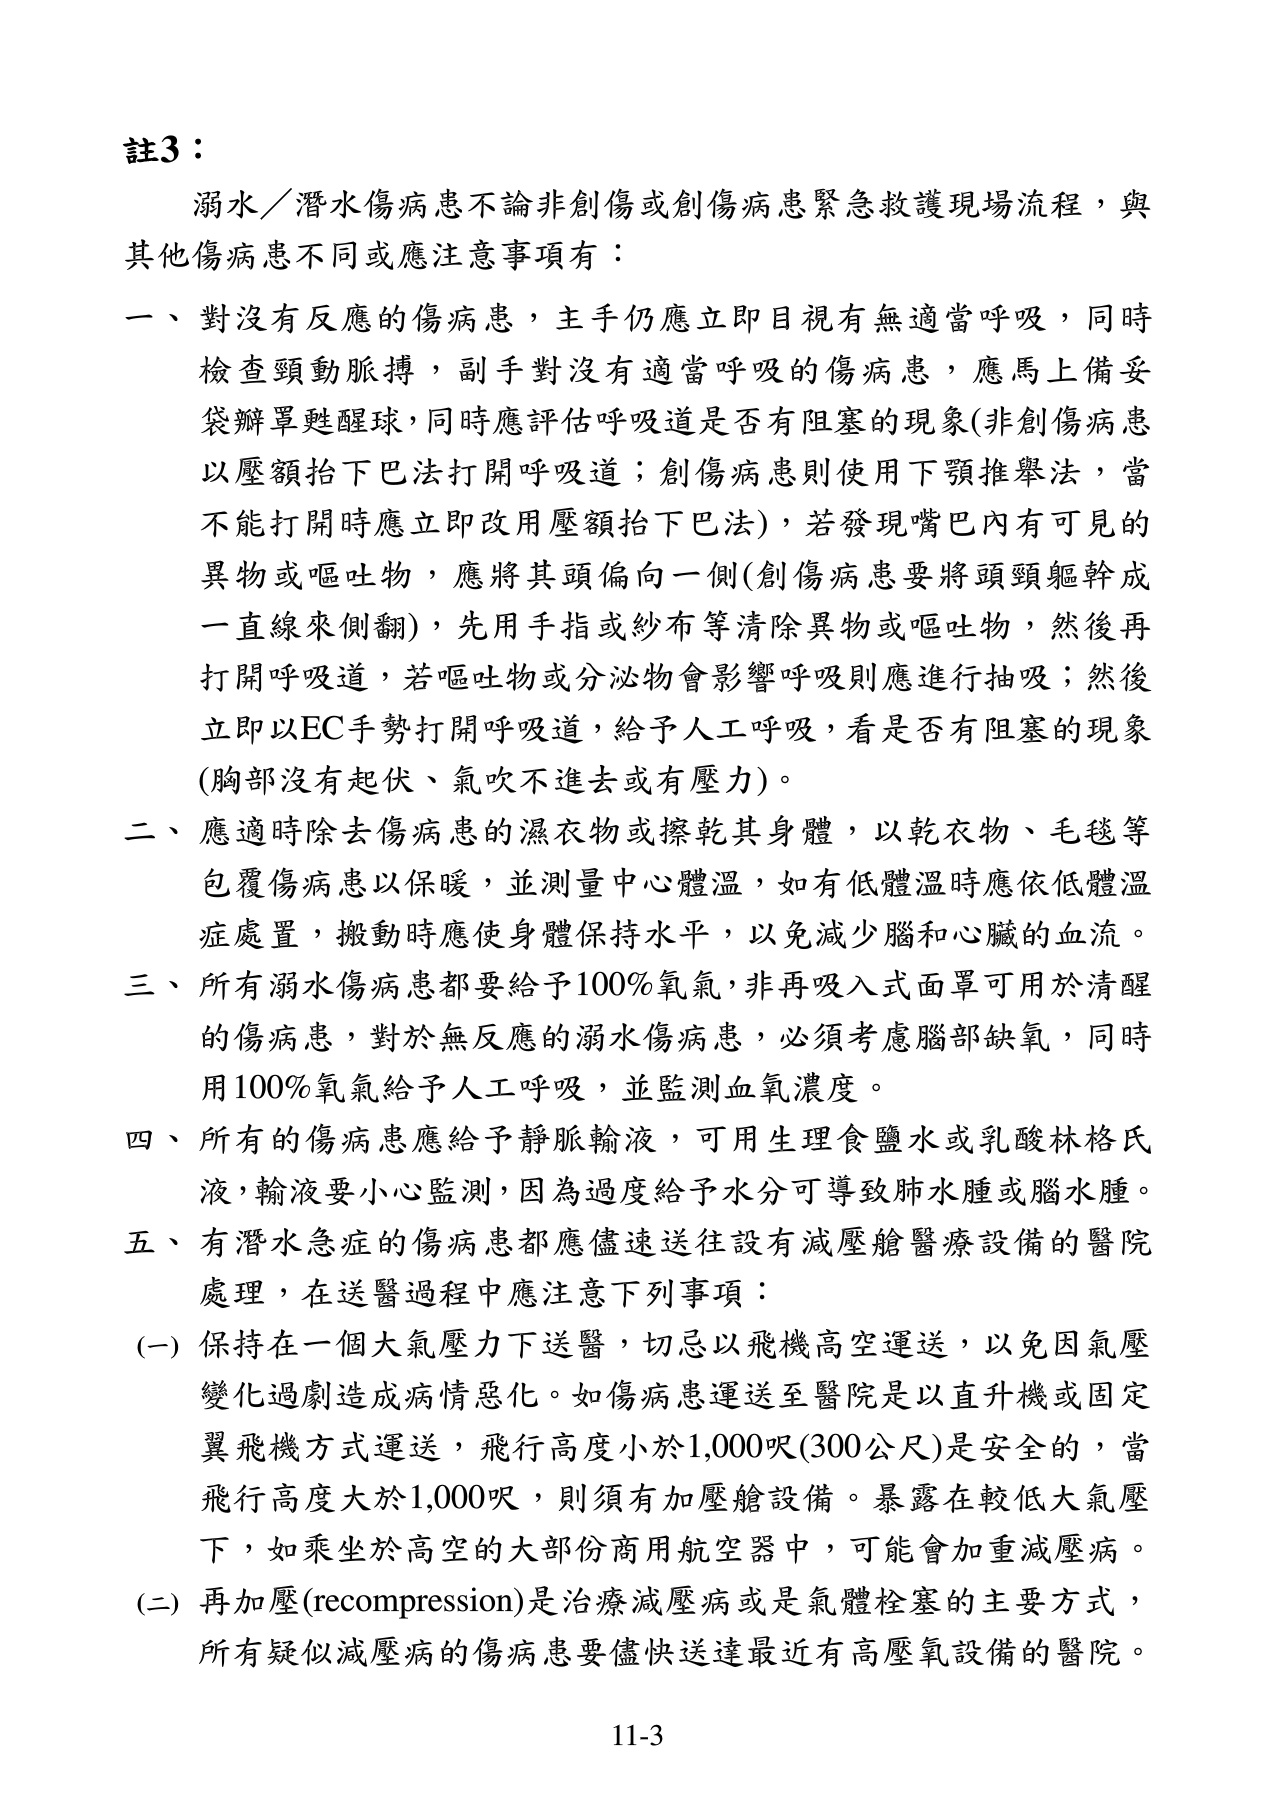 註3：
溺水／潛水傷病患不論非創傷或創傷病患緊急救護現場流程，與
其他傷病患不同或應注意事項有：
一、 對沒有反應的傷病患，主手仍應立即目視有無適當呼吸，同時
檢查頸動脈搏，副手對沒有適當呼吸的傷病患，應馬上備妥
袋瓣罩甦醒球，同時應評估呼吸道是否有阻塞的現象(非創傷病患
以壓額抬下巴法打開呼吸道；創傷病患則使用下顎推舉法，當
不能打開時應立即改用壓額抬下巴法)，若發現嘴巴內有可見的
異物或嘔吐物，應將其頭偏向一側(創傷病患要將頭頸軀幹成
一直線來側翻)，先用手指或紗布等清除異物或嘔吐物，然後再
打開呼吸道，若嘔吐物或分泌物會影響呼吸則應進行抽吸；然後
立即以EC手勢打開呼吸道，給予人工呼吸，看是否有阻塞的現象
(胸部沒有起伏、氣吹不進去或有壓力)。
二、 應適時除去傷病患的濕衣物或擦乾其身體，以乾衣物、毛毯等
包覆傷病患以保暖，並測量中心體溫，如有低體溫時應依低體溫
症處置，搬動時應使身體保持水平，以免減少腦和心臟的血流。
三、 所有溺水傷病患都要給予100%氧氣，非再吸入式面罩可用於清醒
的傷病患，對於無反應的溺水傷病患，必須考慮腦部缺氧，同時
用100%氧氣給予人工呼吸，並監測血氧濃度。
四、 所有的傷病患應給予靜脈輸液，可用生理食鹽水或乳酸林格氏
液，輸液要小心監測，因為過度給予水分可導致肺水腫或腦水腫。
五、 有潛水急症的傷病患都應儘速送往設有減壓艙醫療設備的醫院
處理，在送醫過程中應注意下列事項：
(一) 保持在一個大氣壓力下送醫，切忌以飛機高空運送，以免因氣壓
變化過劇造成病情惡化。如傷病患運送至醫院是以直升機或固定
翼飛機方式運送，飛行高度小於1,000呎(300公尺)是安全的，當
飛行高度大於1,000呎，則須有加壓艙設備。暴露在較低大氣壓
下，如乘坐於高空的大部份商用航空器中，可能會加重減壓病。
(二) 再加壓(recompression)是治療減壓病或是氣體栓塞的主要方式，
所有疑似減壓病的傷病患要儘快送達最近有高壓氧設備的醫院。
11-3